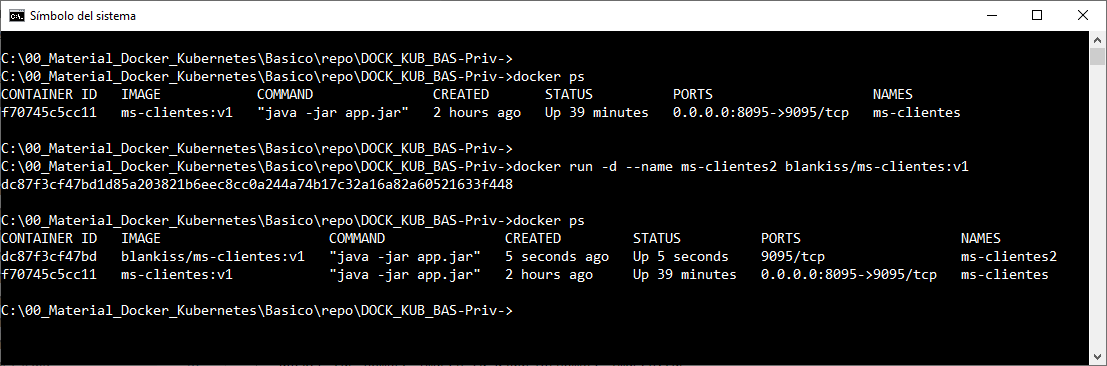 Símbolo del sistema
C:\00_Material_Docker_Kubernetes\Basico\repo\DOCK_KUB_BAS-Priv->
C:\00_Material_Docker_Kubernetes\Basico\repo\DOCK_KUB_BAS-Priv->docker ps
CONTAINER ID   IMAGE            COMMAND               CREATED       STATUS          PORTS                    NAMES
f70745c5cc11   ms-clientes:v1   "java -jar app.jar"   2 hours ago   Up 39 minutes   0.0.0.0:8095->9095/tcp   ms-clientes
C:\00_Material_Docker_Kubernetes\Basico\repo\DOCK_KUB_BAS-Priv->
C:\00_Material_Docker_Kubernetes\Basico\repo\DOCK_KUB_BAS-Priv->docker run -d --name ms-clientes2 blankiss/ms-clientes:v1
dc87f3cf47bd1d85a203821b6eec8cc0a244a74b17c32a16a82a60521633f448
C:\00_Material_Docker_Kubernetes\Basico\repo\DOCK_KUB_BAS-Priv->docker ps
CONTAINER ID   IMAGE                     COMMAND               CREATED         STATUS          PORTS                    NAMES
dc87f3cf47bd   blankiss/ms-clientes:v1   "java -jar app.jar"   5 seconds ago   Up 5 seconds    9095/tcp                 ms-clientes2
f70745c5cc11   ms-clientes:v1            "java -jar app.jar"   2 hours ago     Up 39 minutes   0.0.0.0:8095->9095/tcp   ms-clientes
C:\00_Material_Docker_Kubernetes\Basico\repo\DOCK_KUB_BAS-Priv->